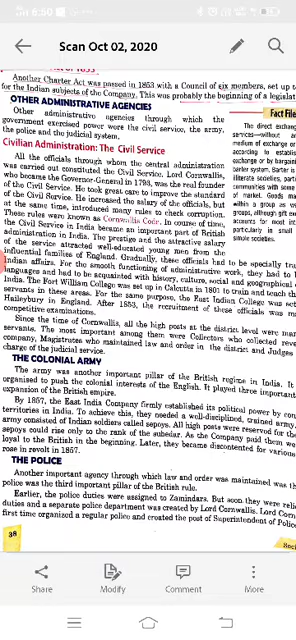 6:50
Scan Oct 02, 2020
Another Charter Act was passed in 1853 with a Council of six members, set up
for the Indian subjects of the Company. This was probably the beginning of a legislat
OTHER ADMINISTRATIVE AGENCIES
Other administrative agencies through which the
government exercised power were the civil service, the army,
the police and the judicial system.
Civilian Administration: The Civil Service
All the officials through whom the central administration
was carried out constituted the Civil Service. Lord Cornwallis,
who became the Governor-General in 1793, was the real founder
of the Civil Service. He took great care to improve the standard
of the Civil Service. He increased the salary of the officials, but
at the same time, introduced many rules to check corruption.
These rules were known as Cornwallis Code. In course of time,
the Civil Service in India became an important part of British
administration in India. The prestige and the attractive salary
of the service attracted well-educated young men from the
influential families of England. Gradually, these officials had to be specially tra
Indian affairs. For the smooth functioning of administrative work, they had to
languages and had to be acquainted with history, culture, social and geographical
India. The Fort William College was set up in Calcutta in 1801 to train and teach th
servants in these areas. For the same purpose, the East Indian College was set
Haileybury in England. After 1853, the recruitment of these officials was ma
competitive examinations.
Since the time of Cornwallis, all the high posts at the district level were man
servants. The most important among them were Collectors who collected reve
company, Magistrates who maintained law and order in the district and Judges
charge of the judicial service.
THE COLONIAL ARMY
The army was another important pillar of the British regime in India. It
organised to push the colonial interests of the English. It played three important
expansion of the British empire.
By 1857, the East India Company firmly established its political power by con
territories in India. To achieve this, they needed a well-disciplined, trained army.
army consisted of Indian soldiers called sepoys. All high posts were reserved for the
sepoys could rise only to the rank of the subedar. As the Company paid them we
loyal to the British in the beginning. Later, they became discontented for variou
rose in revolt in 1857.
THE POLICE
Another important agency through which law and order was maintained was th
police was the third important pillar of the British rule.
Earlier, the police duties were assigned to Zamindars. But soon they were reli
duties and a separate police department was created by Lord Cornwallis. Lord Corn
first time organised a regular police and created the post of Superintendent of Police
38
Soci
Fact File
The direct exchang
services—without
medium of exchange or
according to establis
exchange or by bargaini
barter system. Barter is
illiterate societies, parti
communities with some
of market. Goods ma
within a group as we
groups, although gift ex
accounts for most int
particularly in small
simple societies.
Share
Modify
Comment
More